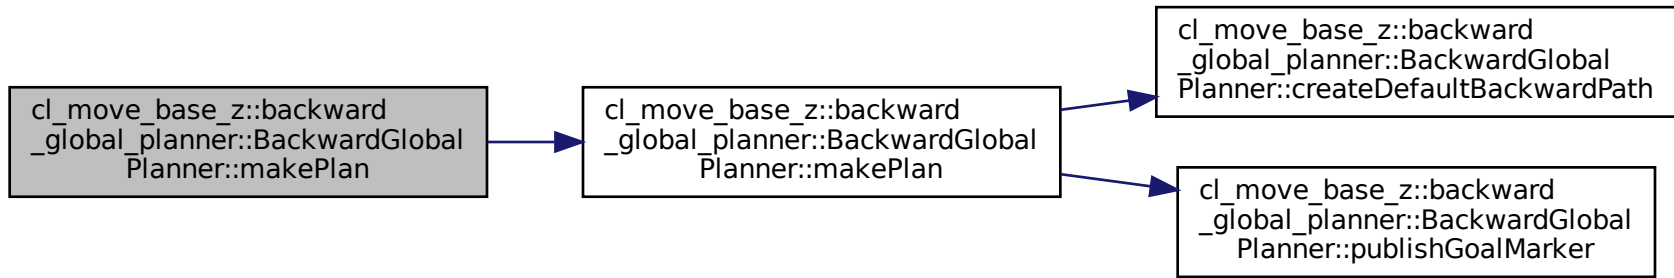 cl_move_base_z::backward
_global_planner::BackwardGlobal
Planner::makePlan
cl_move_base_z::backward
_global_planner::BackwardGlobal
Planner::makePlan
cl_move_base_z::backward
_global_planner::BackwardGlobal
Planner::createDefaultBackwardPath
cl_move_base_z::backward
_global_planner::BackwardGlobal
Planner::publishGoalMarker